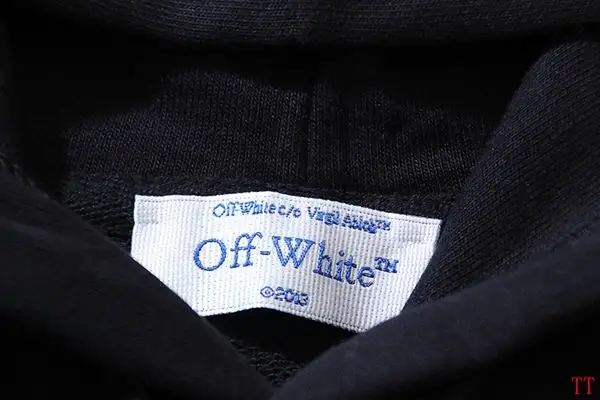 Off-White c/o Virgil Abloh™
Off-White™
©2013
TT